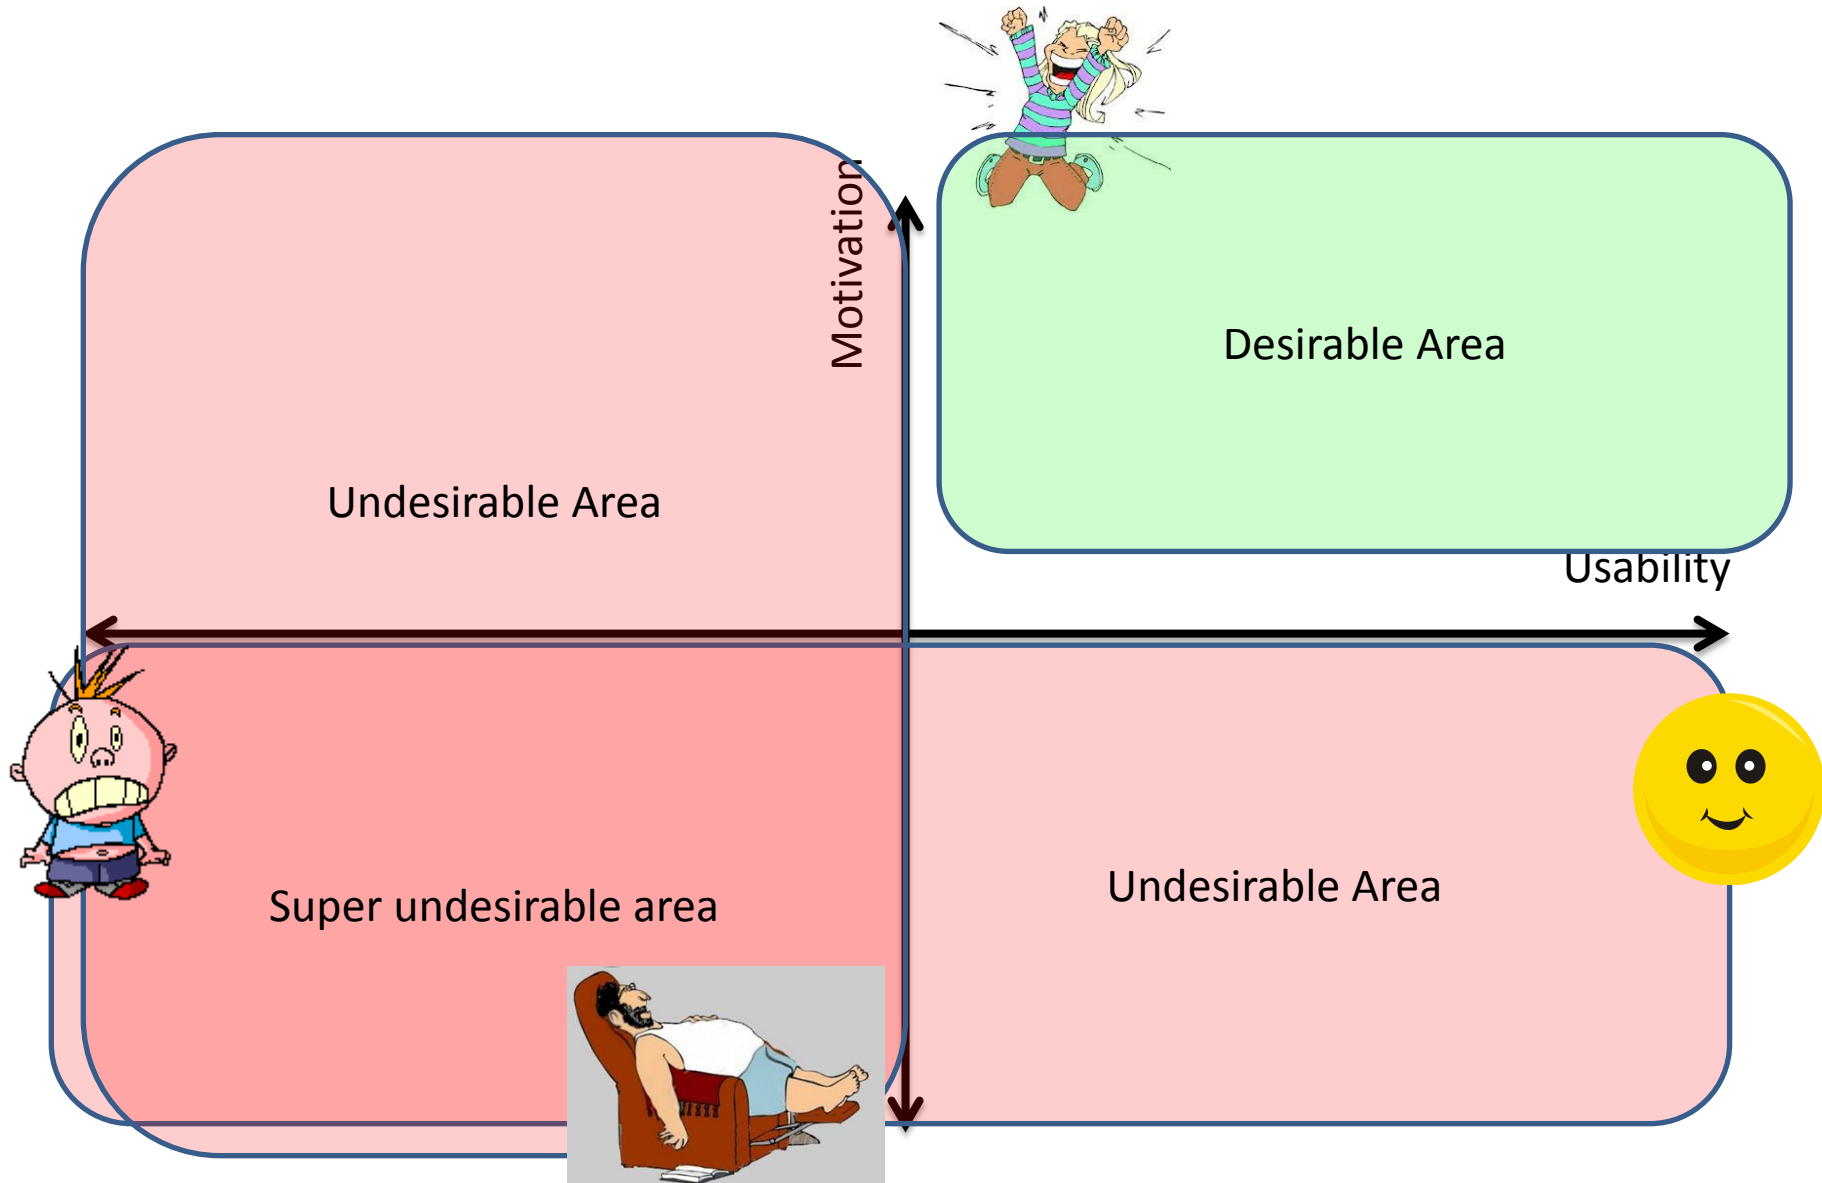 Motivation
Desirable Area
Undesirable Area
Usability
Undesirable Area
Super undesirable area